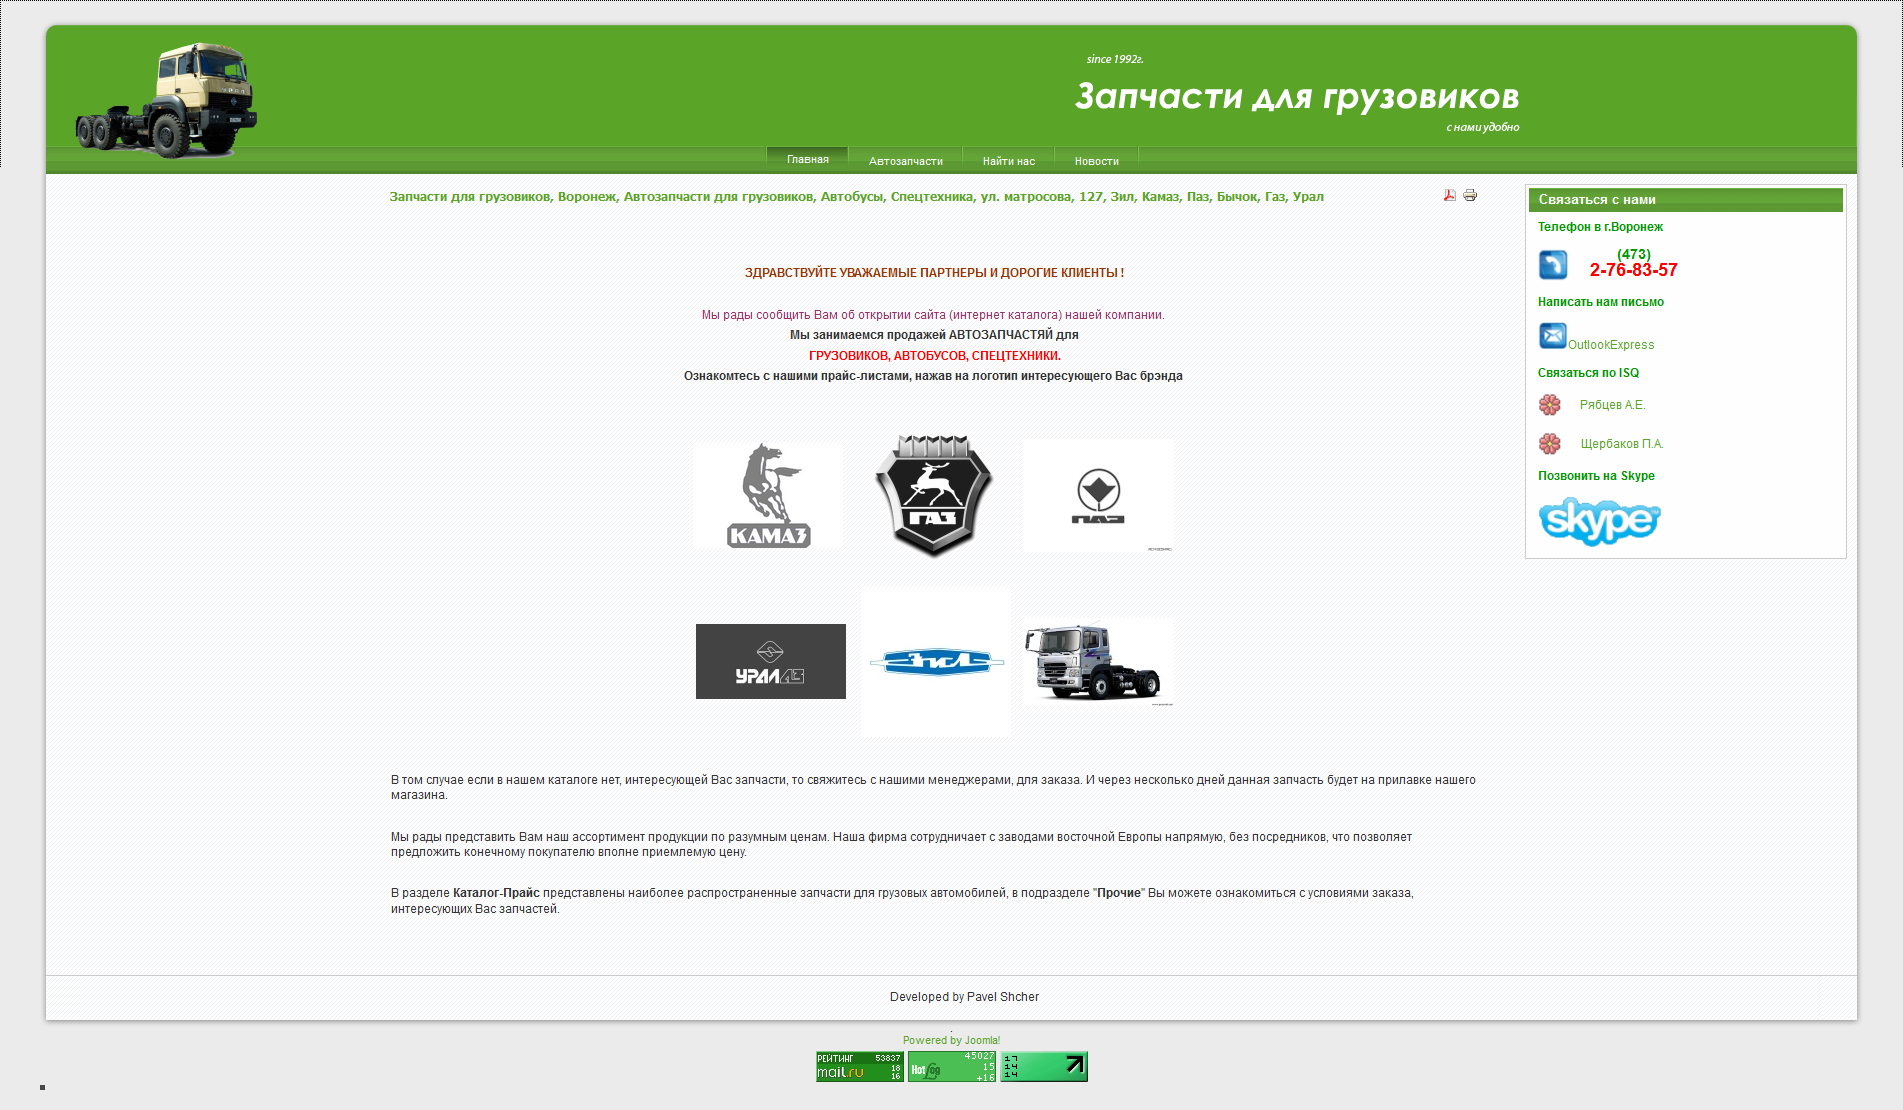 since 1992г.
Запчасти для грузовиков
с нами удобно
Главная
Автозапчасти
Найти нас
Новости
Запчасти для грузовиков, Воронеж, Автозапчасти для грузовиков, Автобусы, Спецтехника, ул. матросова, 127, Зил, Камаз, Паз, Бычок, Газ, Урал
ЗДРАВСТВУЙТЕ УВАЖАЕМЫЕ ПАРТНЕРЫ И ДОРОГИЕ КЛИЕНТЫ !
Мы рады сообщить Вам об открытии сайта (интернет каталога) нашей компании.
Мы занимаемся продажей АВТОЗАПЧАСТЯЙ для
ГРУЗОВИКОВ, АВТОБУСОВ, СПЕЦТЕХНИКИ.
Ознакомтесь с нашими прайс-листами, нажав на логотип интересующего Вас брэнда
КАМАЗ
ГАЗ
ПАЗ
УРАЛАЗ
ЗИЛ
В том случае если в нашем каталоге нет, интересующей Вас запчасти, то свяжитесь с нашими менеджерами, для заказа. И через несколько дней данная запчасть будет на прилавке нашего
магазина.
Мы рады представить Вам наш ассортимент продукции по разумным ценам. Наша фирма сотрудничает с заводами восточной Европы напрямую, без посредников, что позволяет
предложить конечному покупателю вполне приемлемую цену.
В разделе Каталог-Прайс представлены наиболее распространенные запчасти для грузовых автомобилей, в подразделе "Прочие" Вы можете ознакомиться с условиями заказа,
интересующих Вас запчастей.
Связаться с нами
Телефон в г.Воронеж
(473)
2-76-83-57
Написать нам письмо
OutlookExpress
Связаться по ISQ
Рябцев А.Е.
Щербаков П.А.
Позвонить на Skype
skype
Developed by Pavel Shcher
.
Powered by Joomla!
РЕЙТИНГ 53837
mail.ru 18
16
45027
HotLog 15
+16
17
14
14